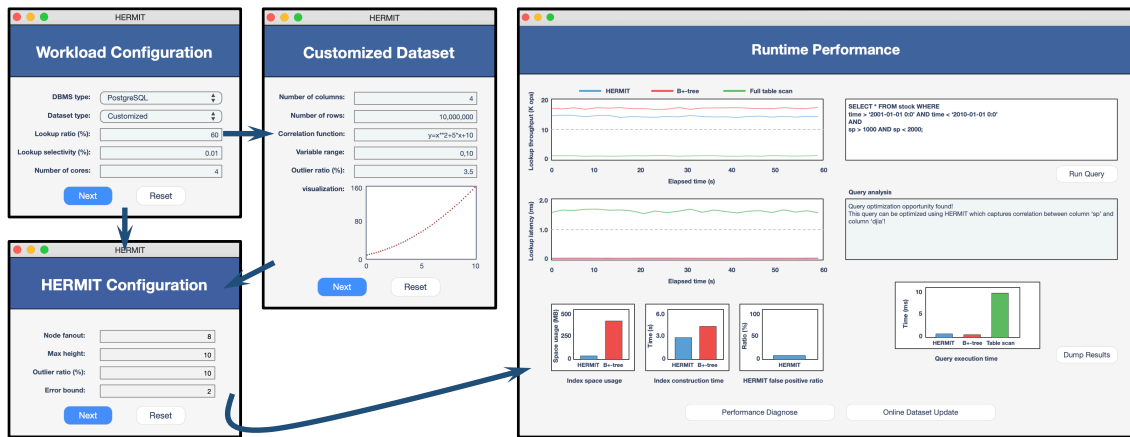 HERMIT
Workload Configuration
DBMS type: PostgreSQL
Dataset type: Customized
Lookup ratio (%): 60
Lookup selectivity (%): 0.01
Number of cores: 4
Next Reset
HERMIT
Customized Dataset
Number of columns: 4
Number of rows: 10,000,000
Correlation function: y=x**2+5*x+10
Variable range: 0,10
Outlier ratio (%): 3.5
visualization:
160
80
0
0 5 10
Next Reset
HERMIT
HERMIT Configuration
Node fanout: 8
Max height: 10
Outlier ratio (%): 10
Error bound: 2
Next Reset
Runtime Performance
HERMIT B+-tree Full table scan
Lookup throughput (K ops)
20
10
0
0 10 20 30 40 50 60
Elapsed time (s)
Lookup latency (ms)
2.0
1.0
0
0 10 20 30 40 50 60
Elapsed time (s)
Space usage (MB)
500
250
0
HERMIT B+-tree
Index space usage
Time (s)
6.0
3.0
0
HERMIT B+-tree
Index construction time
Ratio (%)
100
50
0
HERMIT
HERMIT false positive ratio
SELECT * FROM stock WHERE
time > '2001-01-01 0:0' AND time < '2010-01-01 0:0'
AND
sp > 1000 AND sp < 2000;
Run Query
Query analysis
Query optimization opportunity found!
This query can be optimized using HERMIT which captures correlation between column 'sp' and
column 'djia'!
Time (ms)
10
5
0
HERMIT B+-tree Table scan
Query execution time
Dump Results
Performance Diagnose Online Dataset Update